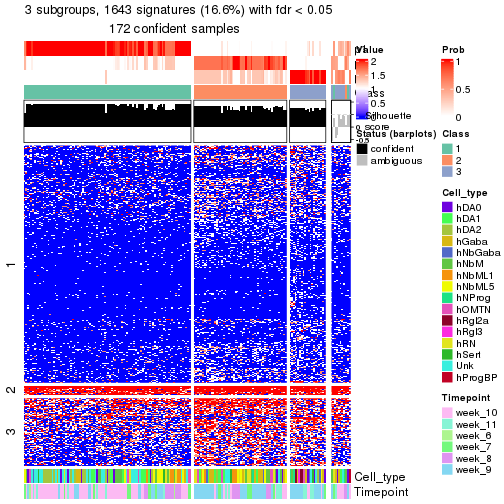 3 subgroups, 1643 signatures (16.6%) with fdr < 0.05
172 confident samples
Value
2
1.5
1
0.5
0
Prob
1
0.5
0
Silhouette
score
Status (barplots)
confident
ambiguous
Class
1
2
3
Cell_type
hDA0
hDA1
hDA2
hGaba
hNbGaba
hNbM
hNbML1
hNbML5
hNProg
hOMTN
hRgl2a
hRgl3
hRN
hSert
Unk
hProgBP
Timepoint
week_10
week_11
week_6
week_7
week_8
week_9
1
2
3
Cell_type
Timepoint